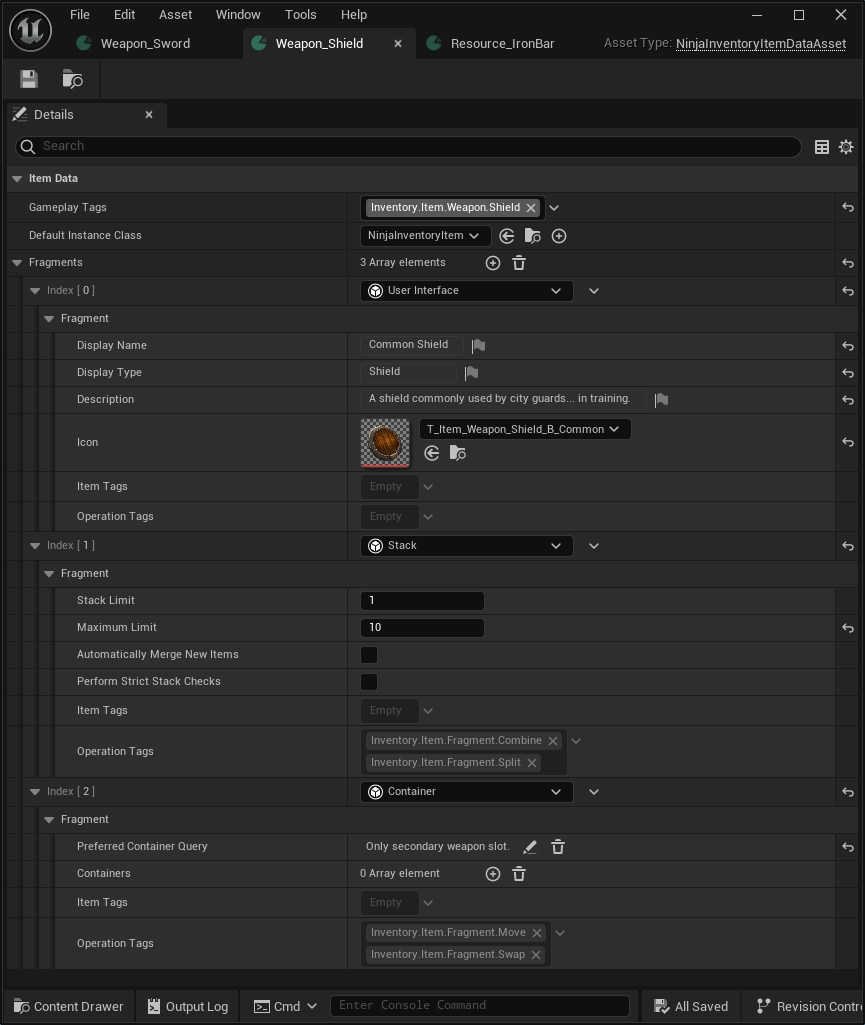 File Edit Asset Window Tools Help
Weapon_Sword Weapon_Shield Resource_IronBar Asset Type: NinjaInventoryItemDataAsset
Details
Search
Item Data
Gameplay Tags Inventory.Item.Weapon.Shield
Default Instance Class NinjaInventoryItem
Fragments 3 Array elements
Index [ 0 ] User Interface
Fragment
Display Name Common Shield
Display Type Shield
Description A shield commonly used by city guards... in training.
Icon T_Item_Weapon_Shield_B_Common
Item Tags Empty
Operation Tags Empty
Index [ 1 ] Stack
Fragment
Stack Limit 1
Maximum Limit 10
Automatically Merge New Items
Perform Strict Stack Checks
Item Tags Empty
Operation Tags Inventory.Item.Fragment.Combine
Inventory.Item.Fragment.Split
Index [ 2 ] Container
Fragment
Preferred Container Query Only secondary weapon slot.
Containers 0 Array element
Item Tags Empty
Operation Tags Inventory.Item.Fragment.Move
Inventory.Item.Fragment.Swap
Content Drawer Output Log Cmd Enter Console Command All Saved Revision Contr